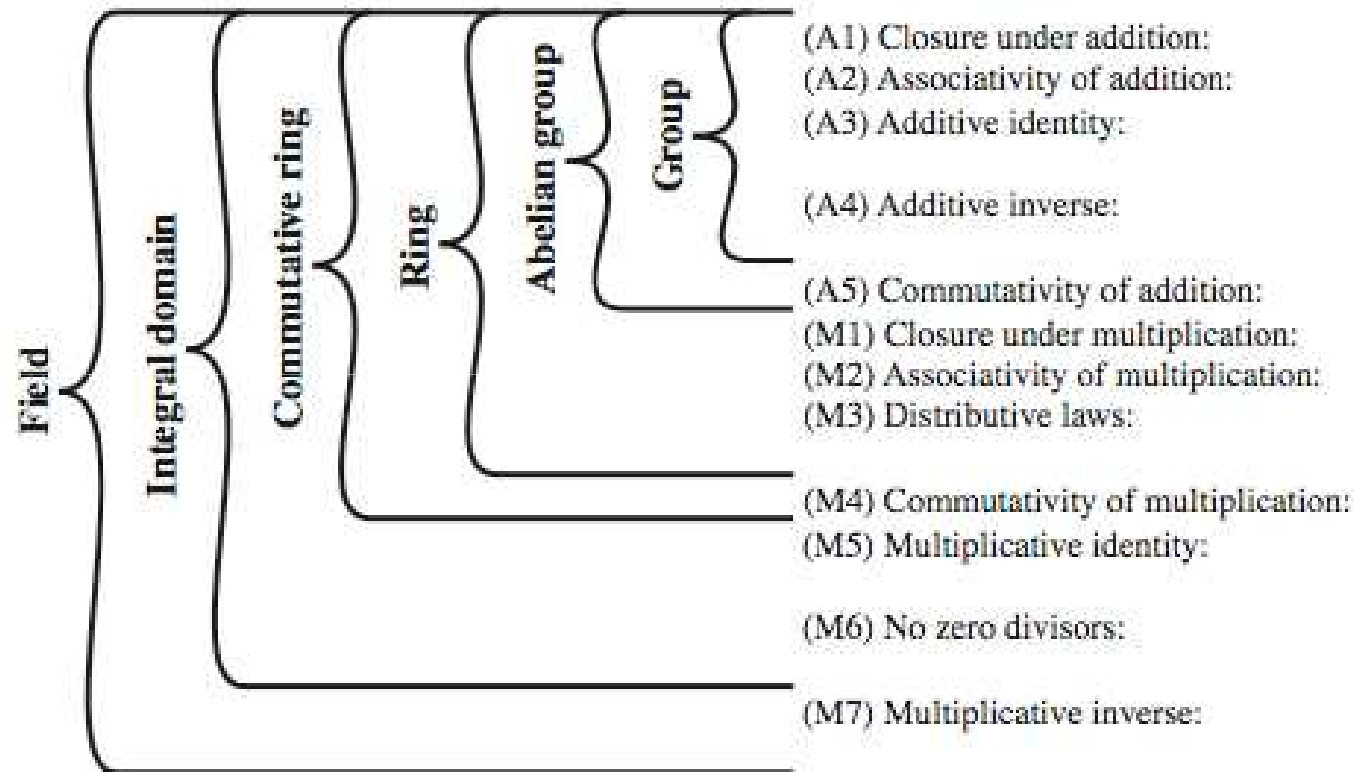 Field
Integral domain
Commutative ring
Ring
Abelian group
Group
(A1) Closure under addition:
(A2) Associativity of addition:
(A3) Additive identity:
(A4) Additive inverse:
(A5) Commutativity of addition:
(M1) Closure under multiplication:
(M2) Associativity of multiplication:
(M3) Distributive laws:
(M4) Commutativity of multiplication:
(M5) Multiplicative identity:
(M6) No zero divisors:
(M7) Multiplicative inverse: